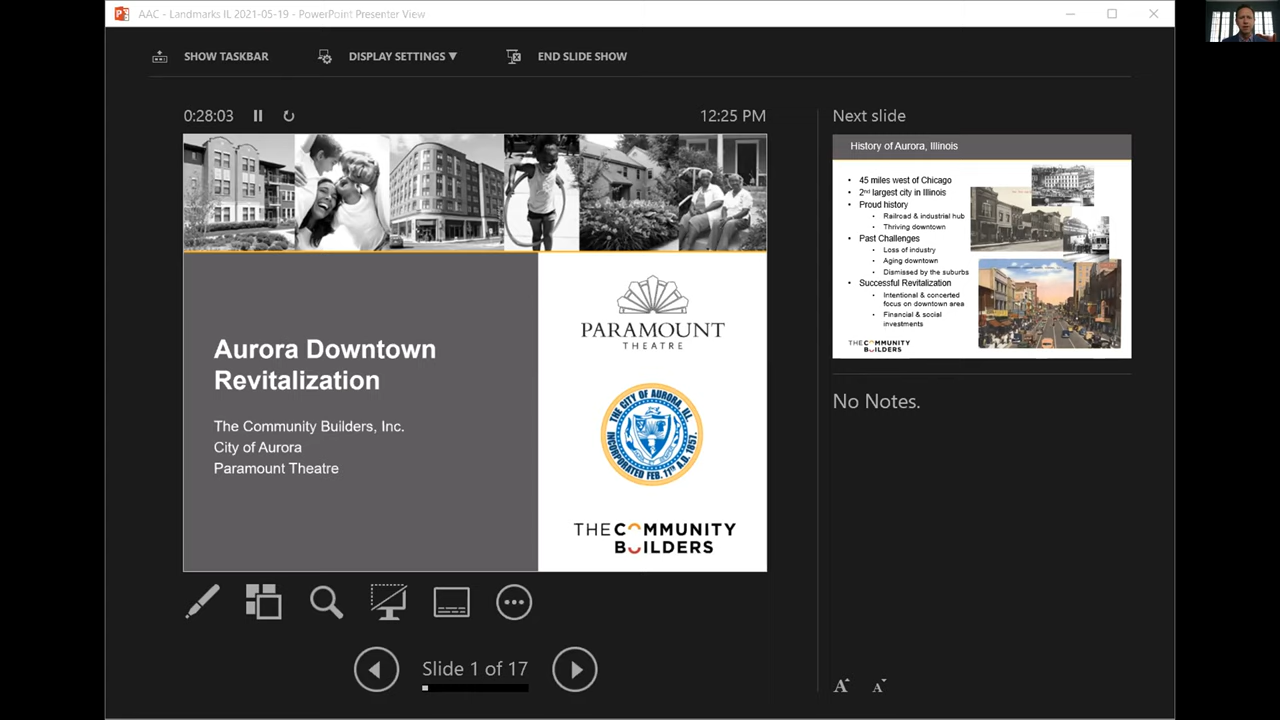 AAC - Landmarks IL 2021-05-19 - PowerPoint Presenter View
SHOW TASKBAR
DISPLAY SETTINGS ▼
END SLIDE SHOW
0:28:03
12:25 PM
PARAMOUNT
THEATRE
Aurora Downtown
Revitalization
The Community Builders, Inc.
City of Aurora
Paramount Theatre
THE CITY OF AURORA, ILL.
INCORPORATED FEB. 11TH A.D. 1857.
THE COMMUNITY
BUILDERS
Slide 1 of 17
Next slide
History of Aurora, Illinois
• 45 miles west of Chicago
• 2nd largest city in Illinois
• Proud history
• Railroad & industrial hub
• Thriving downtown
• Past Challenges
• Loss of industry
• Aging downtown
• Dismissed by the suburbs
• Successful Revitalization
• Intentional & concerted
focus on downtown area
• Financial & social
investments
THE COMMUNITY
BUILDERS
No Notes.
A A